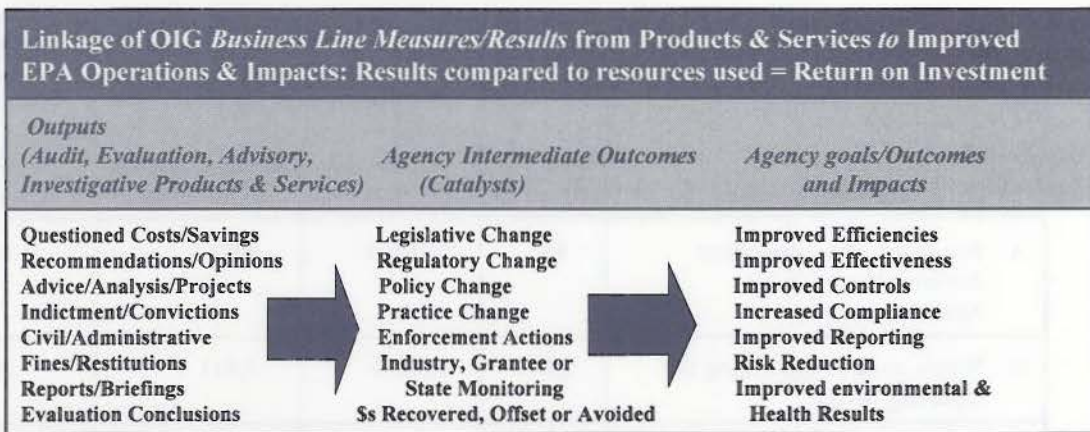 Linkage of OIG Business Line Measures/Results from Products & Services to Improved
EPA Operations & Impacts: Results compared to resources used = Return on Investment
Outputs
(Audit, Evaluation, Advisory,
Investigative Products & Services)
Agency Intermediate Outcomes
(Catalysts)
Agency goals/Outcomes
and Impacts
Questioned Costs/Savings
Recommendations/Opinions
Advice/Analysis/Projects
Indictment/Convictions
Civil/Administrative
Fines/Restitutions
Reports/Briefings
Evaluation Conclusions
Legislative Change
Regulatory Change
Policy Change
Practice Change
Enforcement Actions
Industry, Grantee or
State Monitoring
$s Recovered, Offset or Avoided
Improved Efficiencies
Improved Effectiveness
Improved Controls
Increased Compliance
Improved Reporting
Risk Reduction
Improved environmental &
Health Results